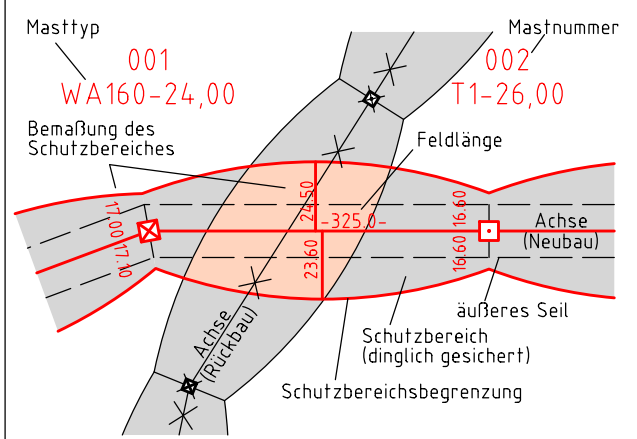 Masttyp
Mastnummer
001
WA160-24,00
002
T1-26,00
Bemaßung des
Schutzbereiches
Feldlänge
17.00
17.10
24.50
-325.0-
23.60
16.60
16.60
Achse
(Neubau)
äußeres Seil
Achse
(Rückbau)
Schutzbereich
(dinglich gesichert)
Schutzbereichsbegrenzung